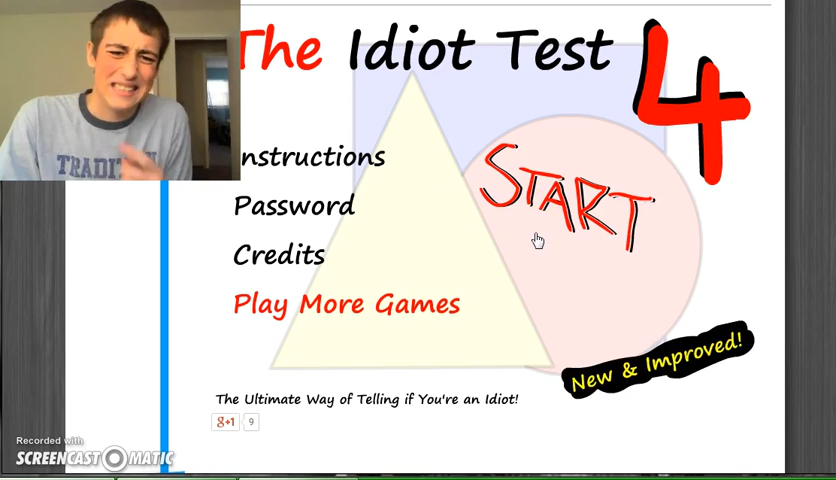 The Idiot Test 4
START
nstructions
Password
Credits
Play More Games
New & Improved!
The Ultimate Way of Telling if You're an Idiot!
g+1 9
TRADITION
Recorded with
SCREENCAST MATIC